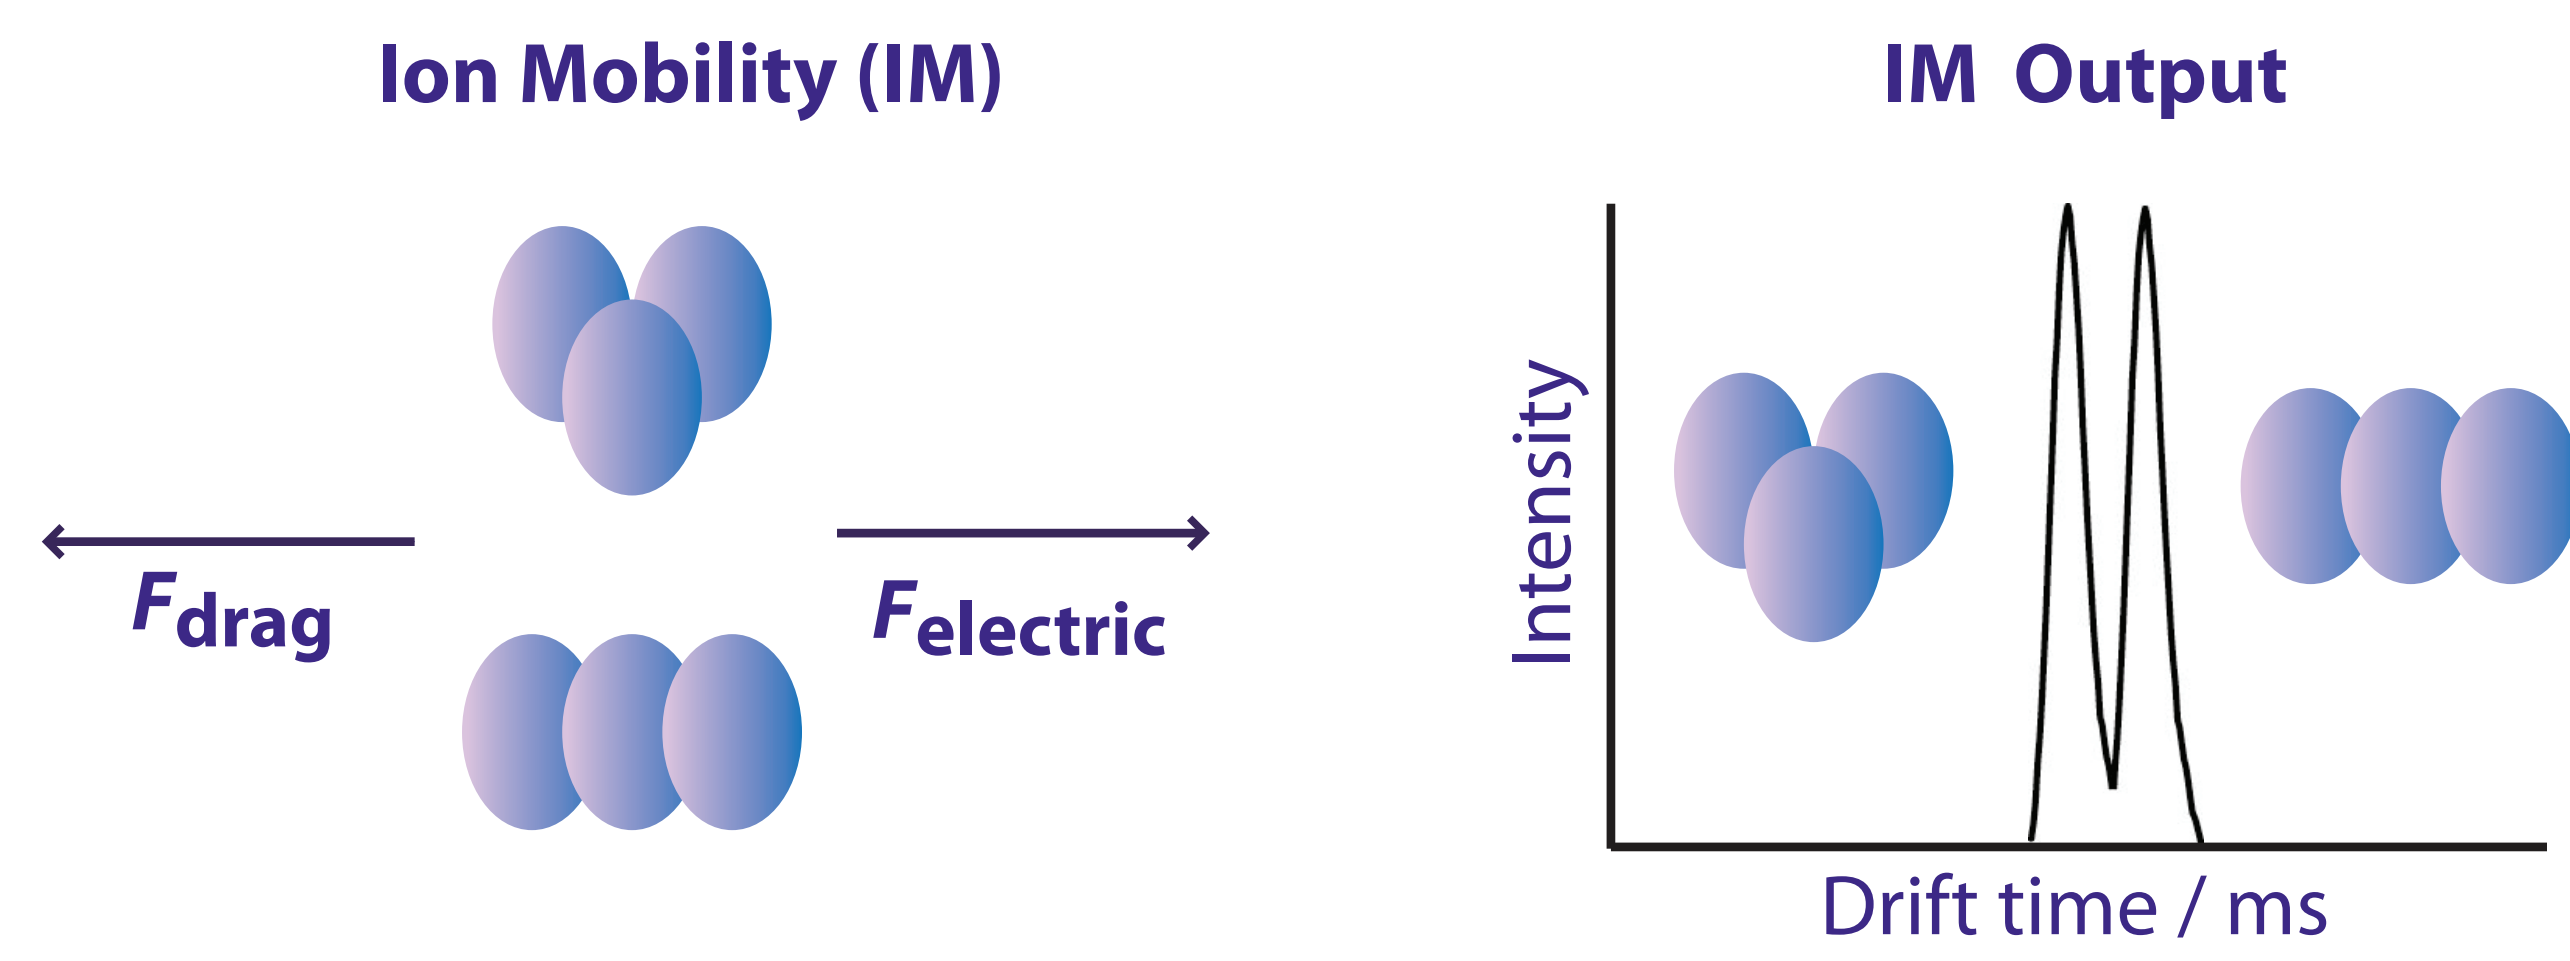 Ion Mobility (IM)
IM Output
Fdrag
Felectric
Intensity
Drift time / ms